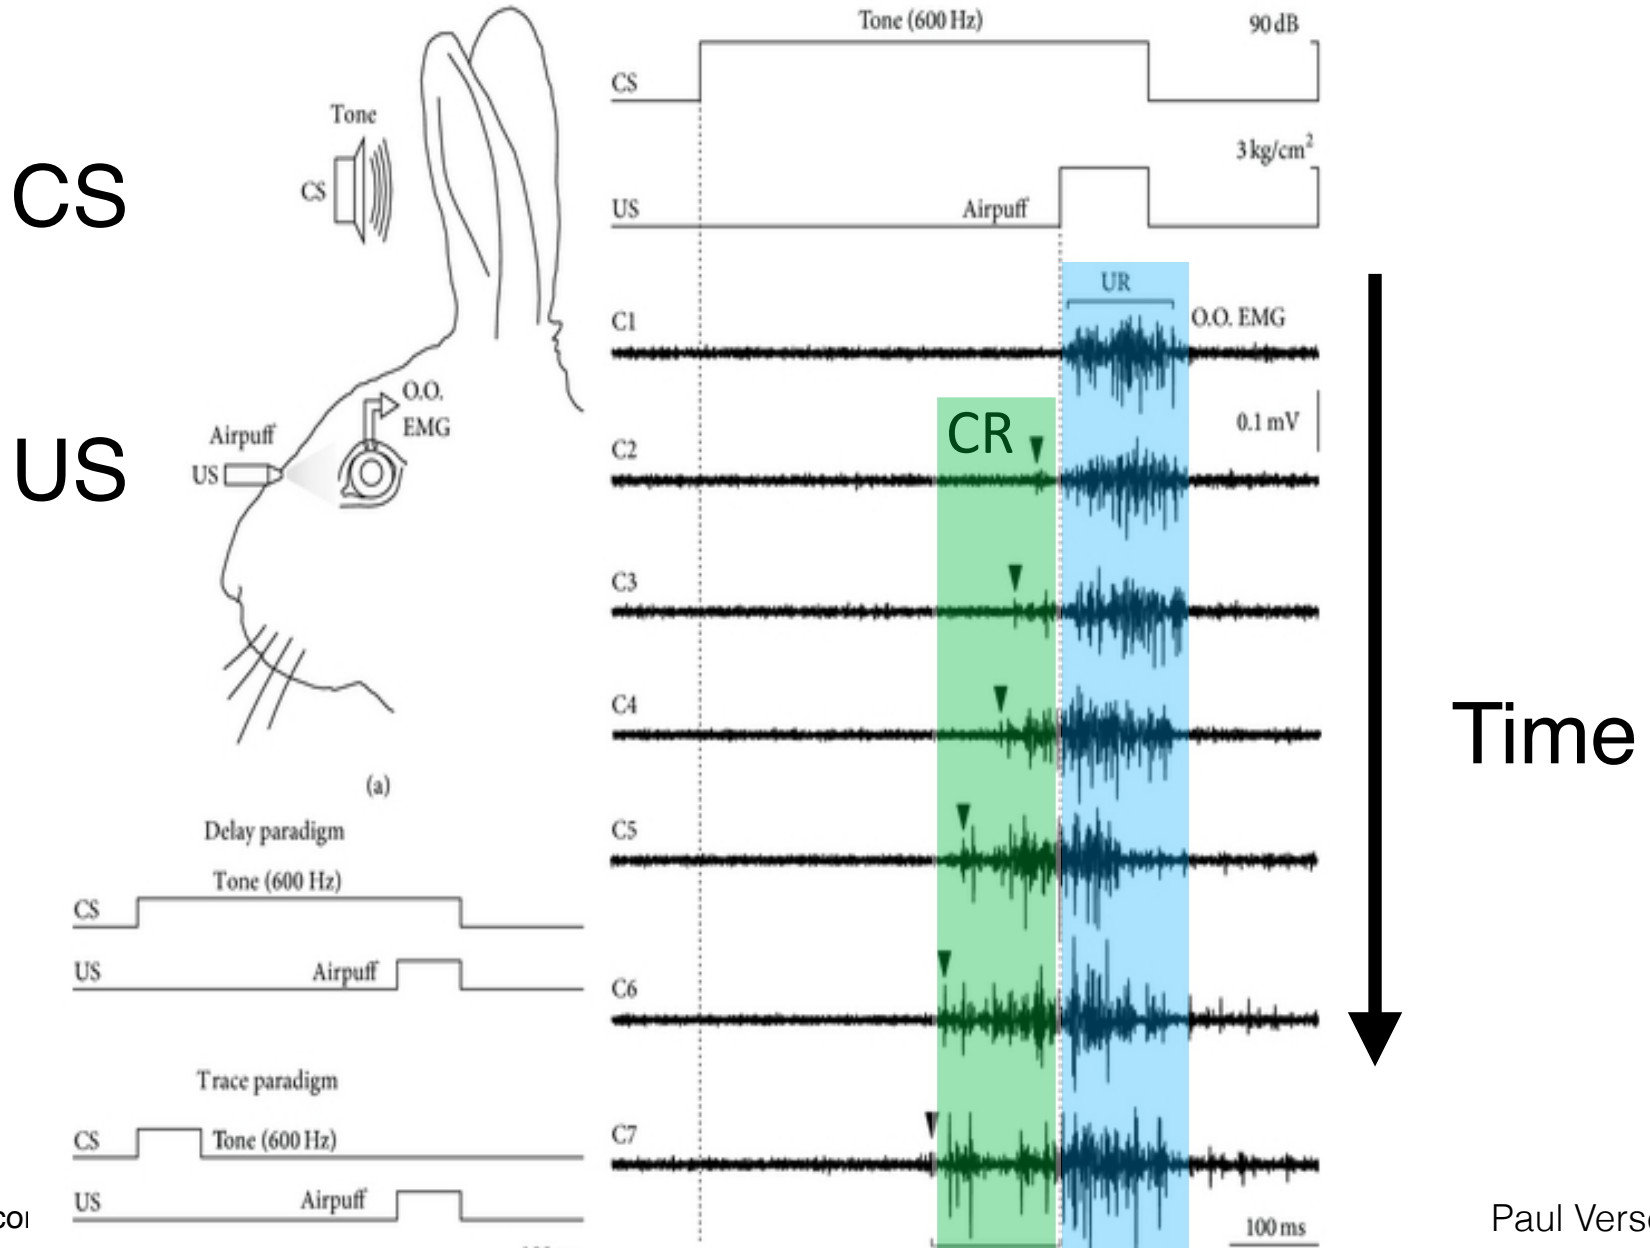 CS
US
Tone
CS
O.O.
EMG
Airpuff
US
(a)
Delay paradigm
Tone (600 Hz)
CS
US
Airpuff
Trace paradigm
CS
Tone (600 Hz)
US
Airpuff
Tone (600 Hz)
90 dB
CS
3 kg/cm²
US
Airpuff
UR
C1
O.O. EMG
CR
0.1 mV
C2
C3
C4
C5
C6
C7
100 ms
Time
Paul